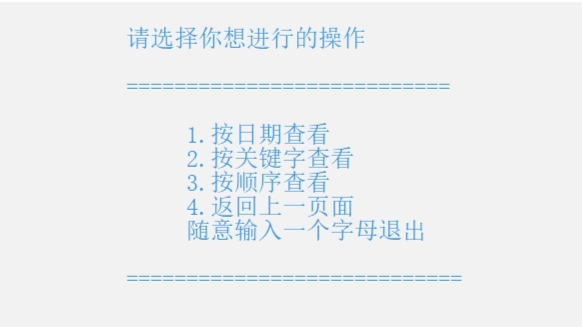 请选择你想进行的操作
===========================
1.按日期查看
2.按关键字查看
3.按顺序查看
4.返回上一页面
随意输入一个字母退出
============================